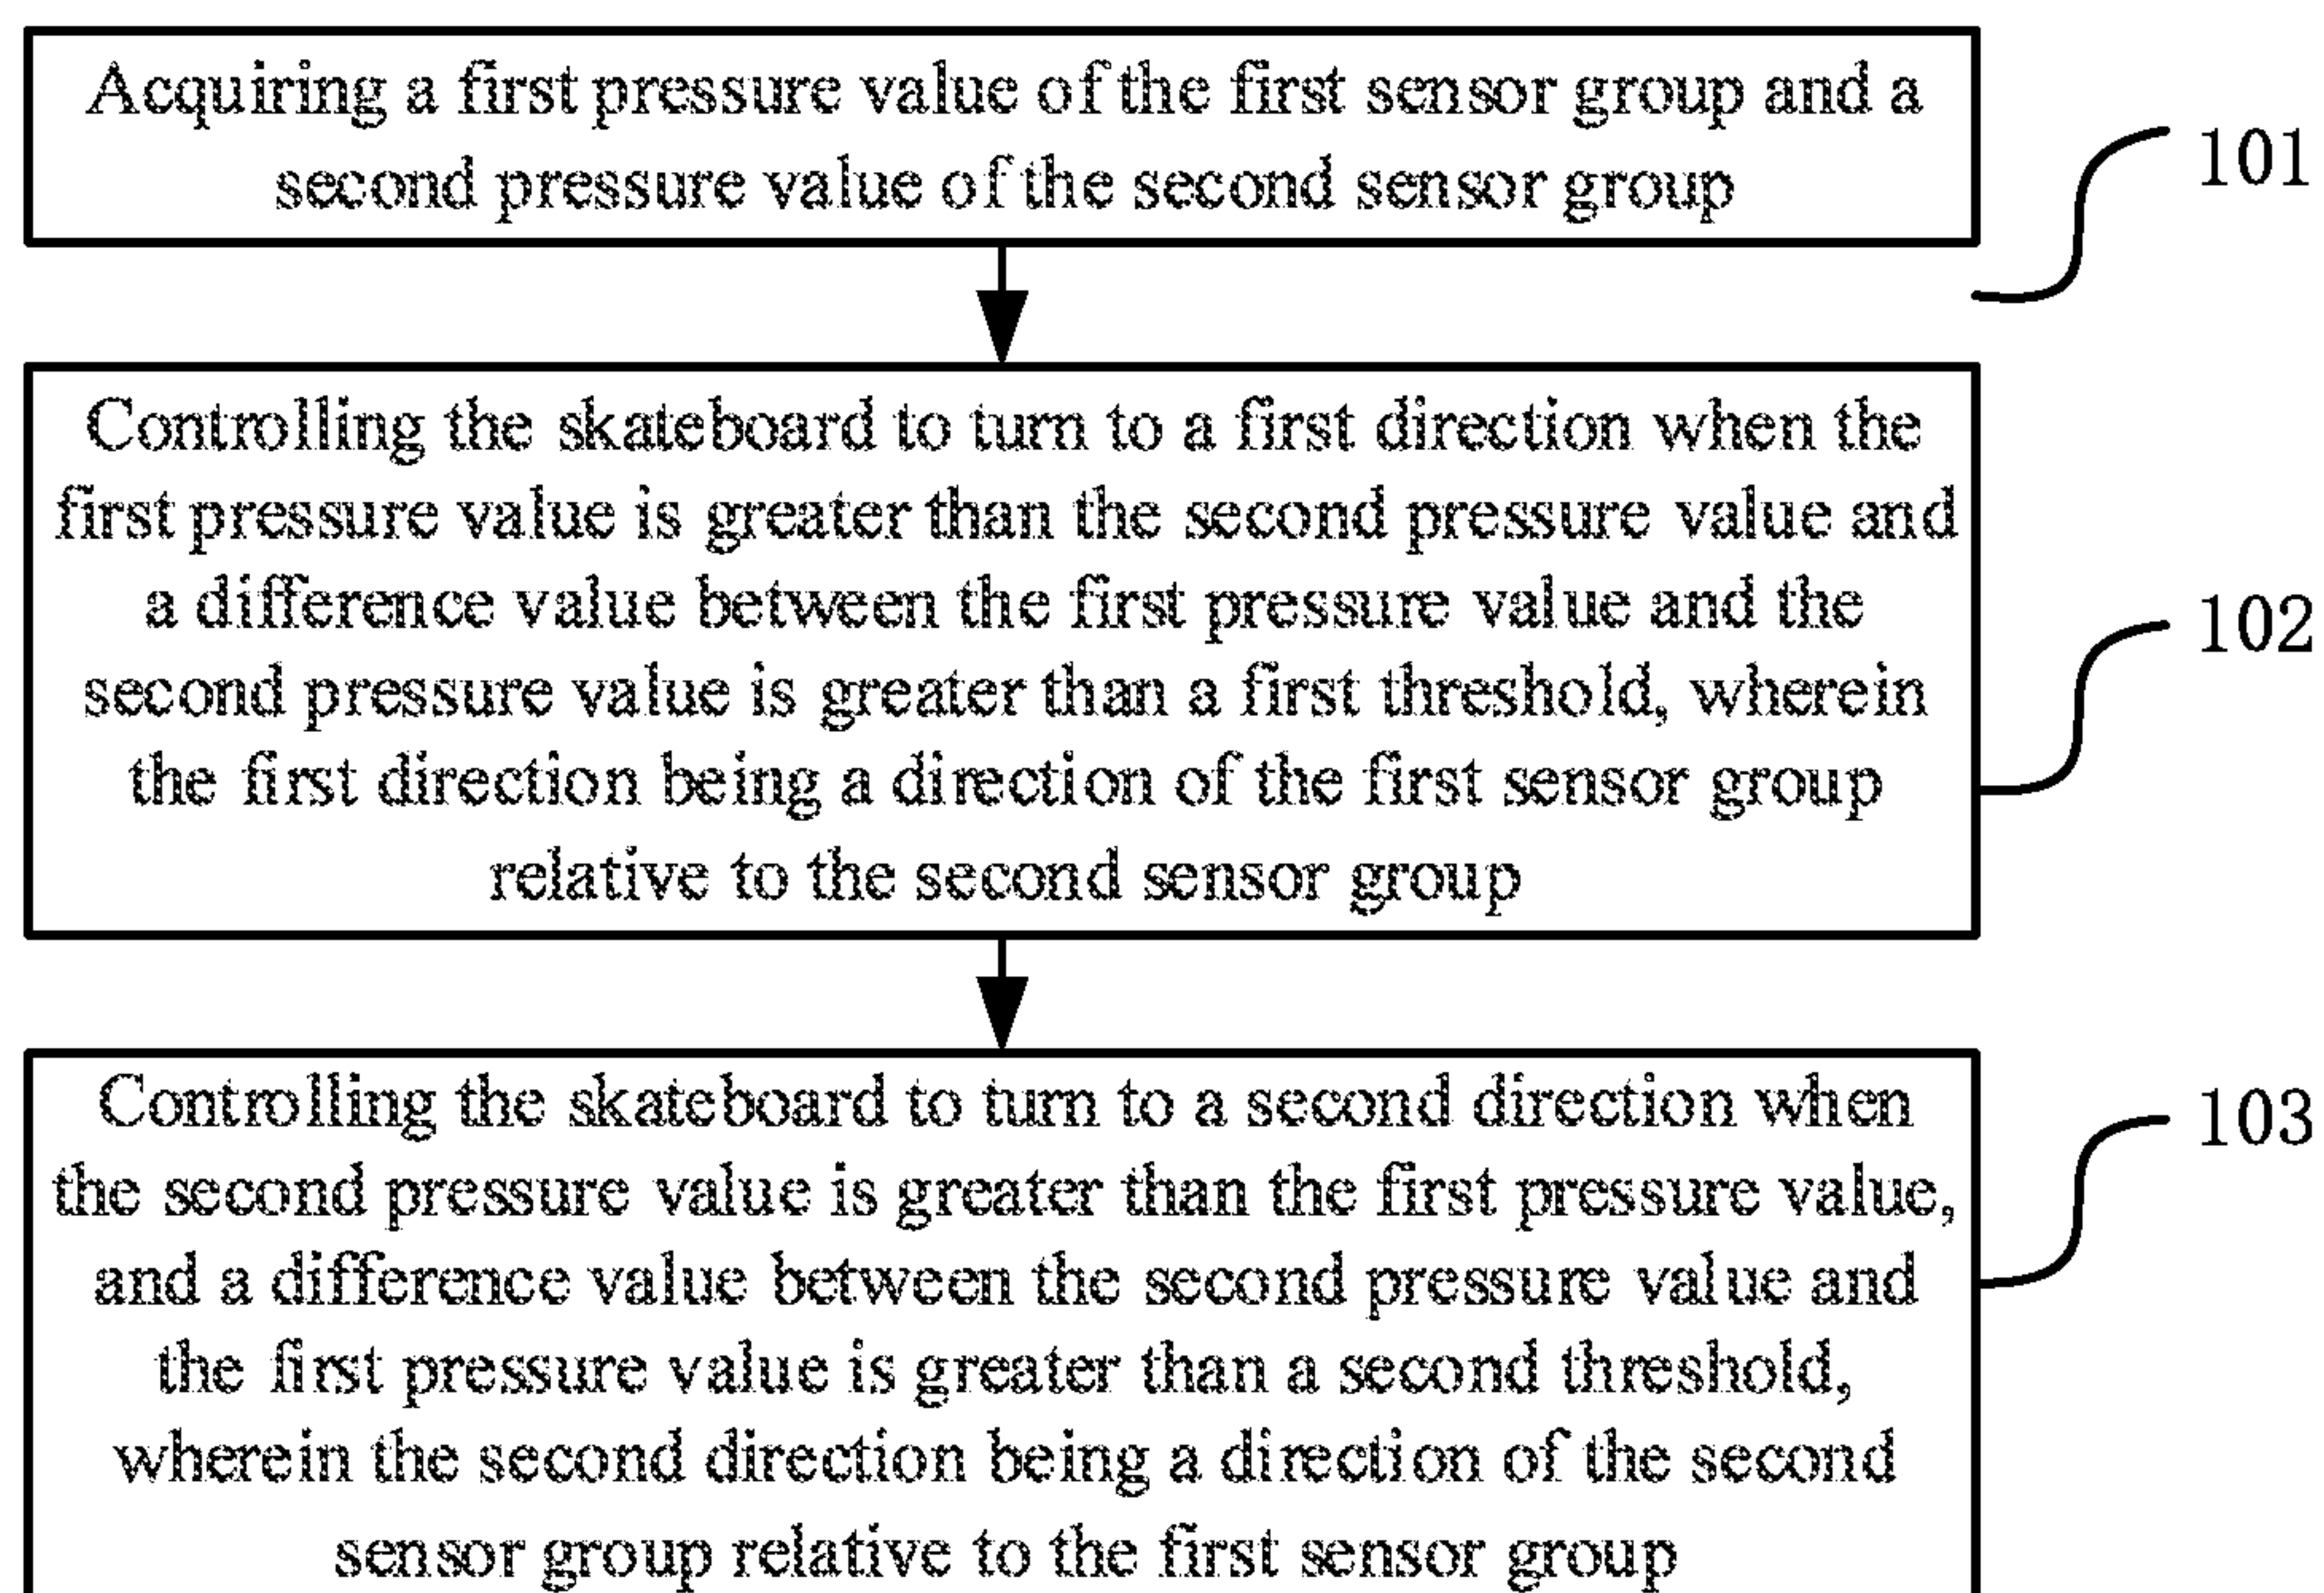 Acquiring a first pressure value of the first sensor group and a
second pressure value of the second sensor group
101
Controlling the skateboard to turn to a first direction when the
first pressure value is greater than the second pressure value and
a difference value between the first pressure value and the
second pressure value is greater than a first threshold, wherein
the first direction being a direction of the first sensor group
relative to the second sensor group
102
Controlling the skateboard to turn to a second direction when
the second pressure value is greater than the first pressure value,
and a difference value between the second pressure value and
the first pressure value is greater than a second threshold,
wherein the second direction being a direction of the second
sensor group relative to the first sensor group
103